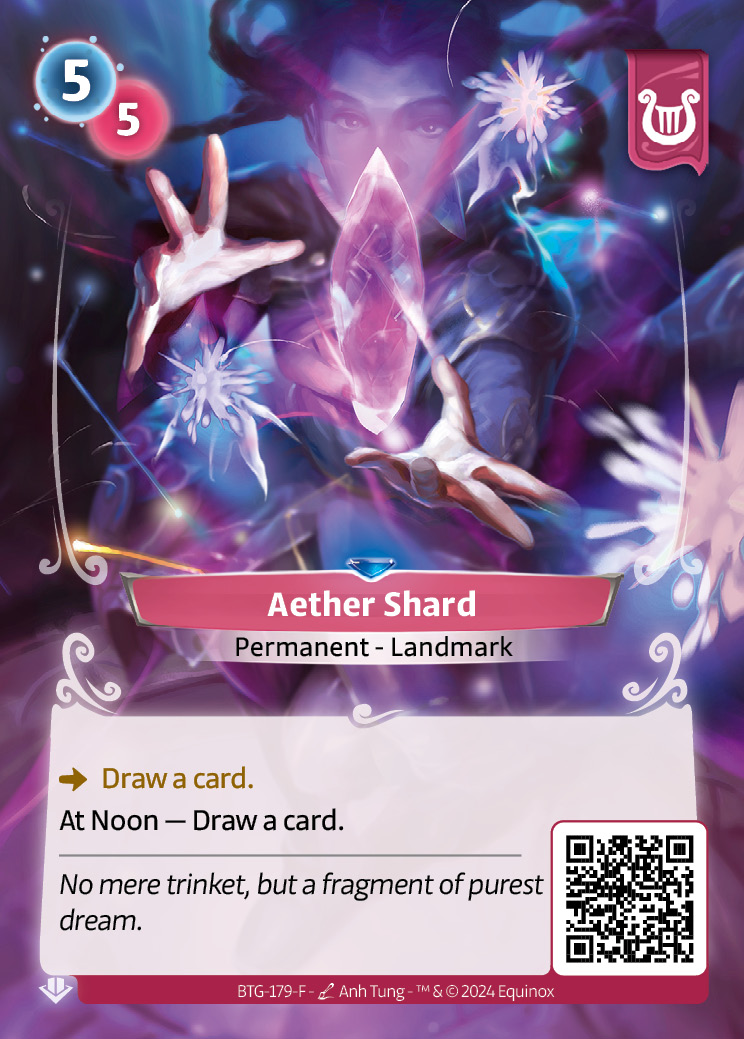 5
5
Aether Shard
Permanent - Landmark
Draw a card.
At Noon — Draw a card.
No mere trinket, but a fragment of purest
dream.
BTG-179-F - Anh Tung - ™ & © 2024 Equinox